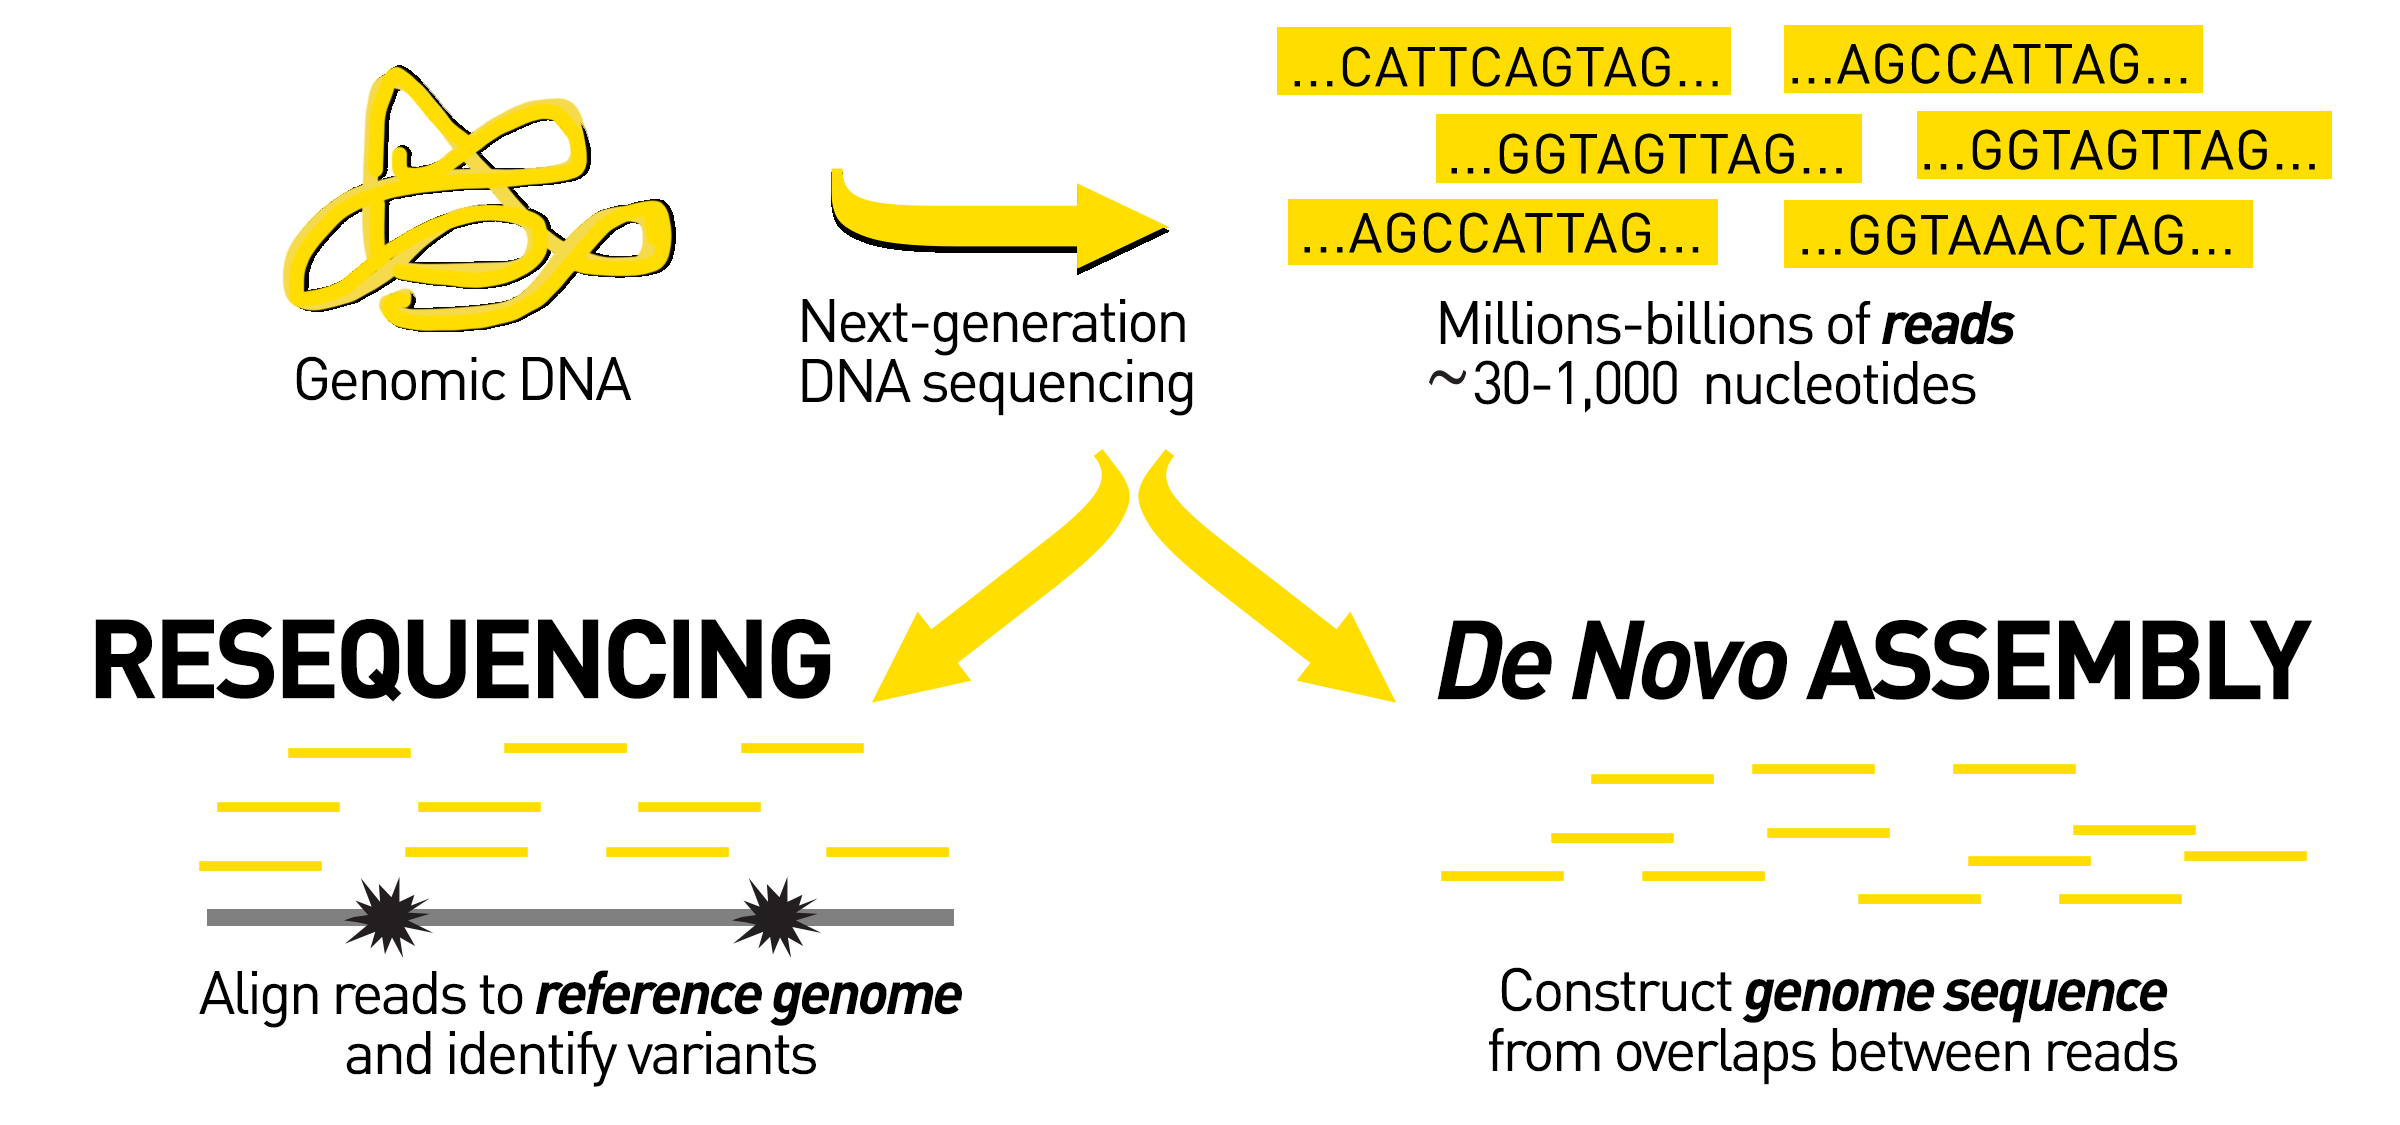 ...CATTCAGTAG...
...AGCCATTAG...
...GGTAGTTAG...
...GGTAGTTAG...
...AGCCATTAG...
...GGTAAACTAG...
Genomic DNA
Next-generation
DNA sequencing
Millions-billions of reads
~30-1,000 nucleotides
RESEQUENCING
De Novo ASSEMBLY
Align reads to reference genome
and identify variants
Construct genome sequence
from overlaps between reads